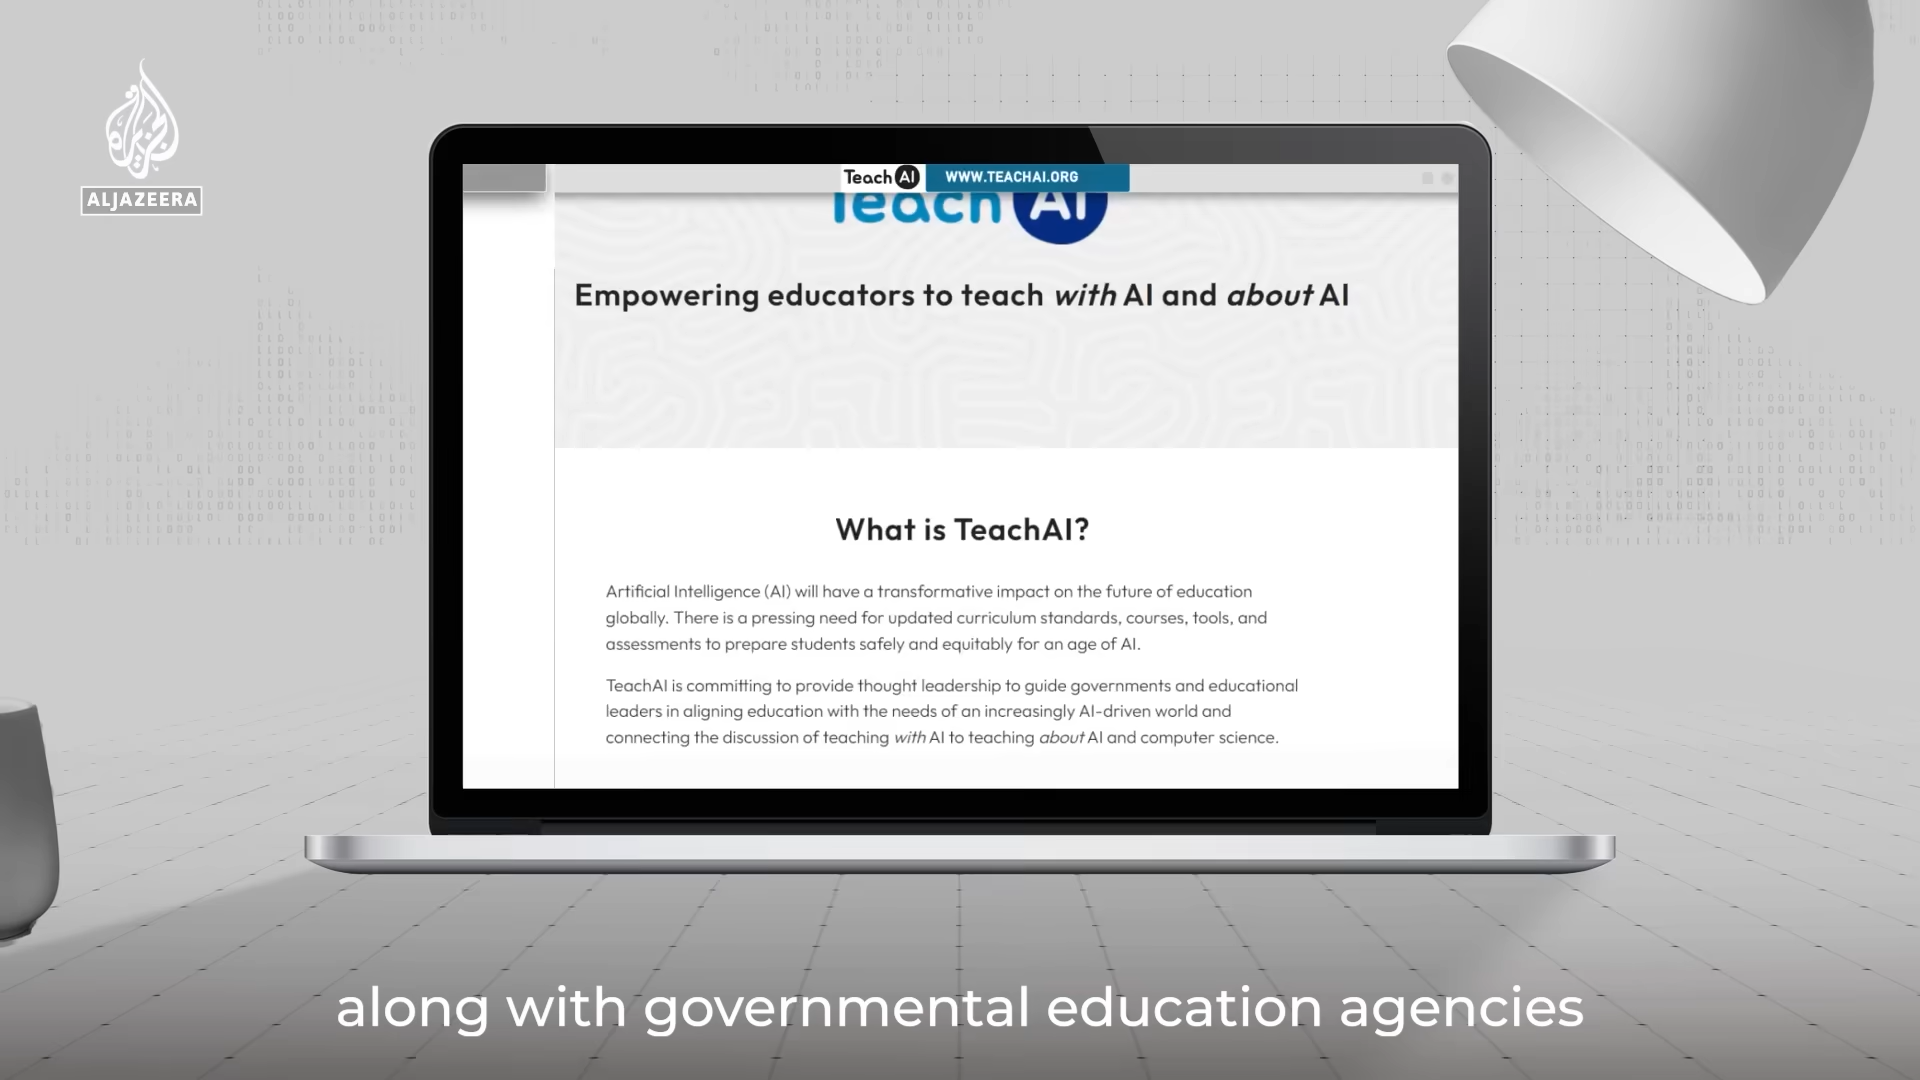 ALJAZEERA
Teach AI
WWW.TEACHAI.ORG
Teach AI
Empowering educators to teach with AI and about AI
What is TeachAI?
Artificial Intelligence (AI) will have a transformative impact on the future of education
globally. There is a pressing need for updated curriculum standards, courses, tools, and
assessments to prepare students safely and equitably for an age of AI.
TeachAI is committing to provide thought leadership to guide governments and educational
leaders in aligning education with the needs of an increasingly AI-driven world and
connecting the discussion of teaching with AI to teaching about AI and computer science.
along with governmental education agencies